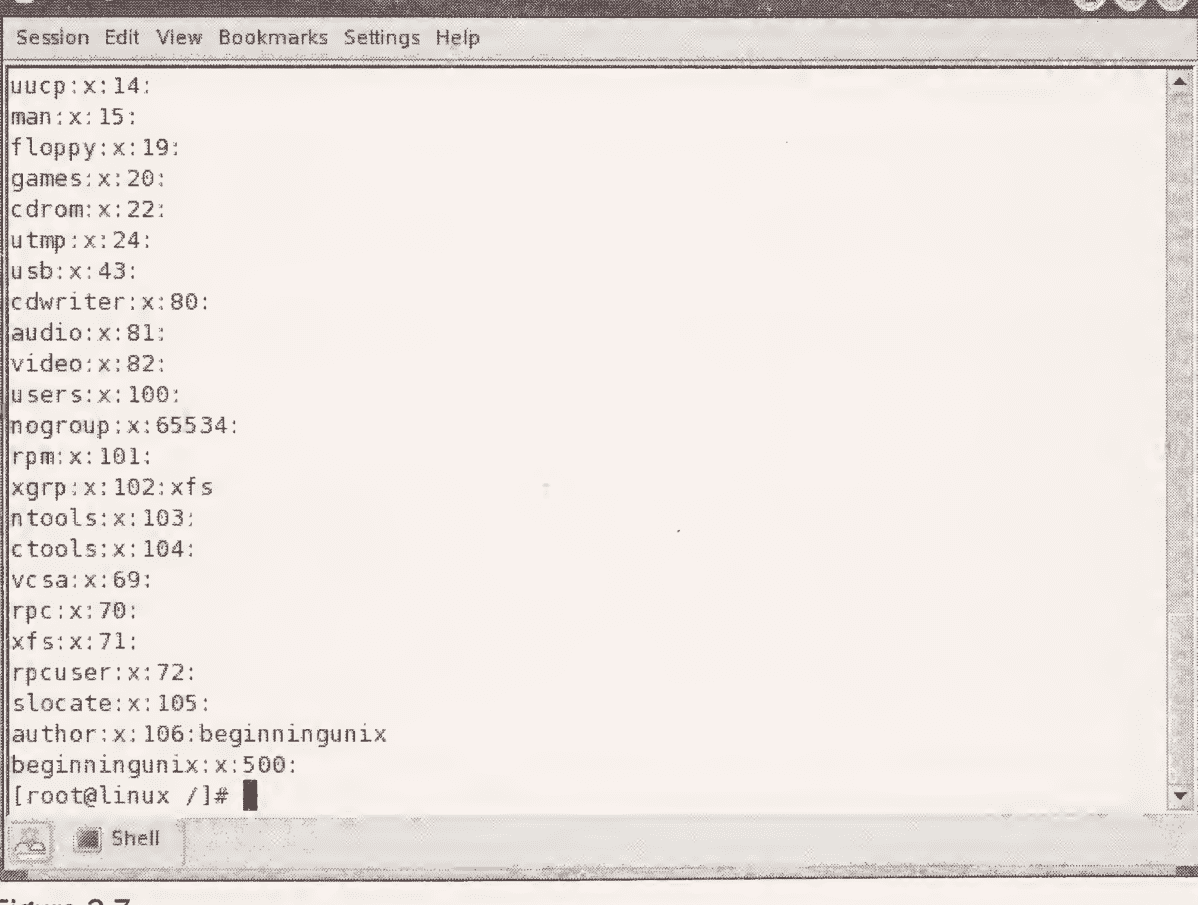 Session Edit View Bookmarks Settings Help
uucp:x:14:
man:x:15:
floppy:x:19:
games:x:20:
cdrom:x:22:
utmp:x:24:
usb:x:43:
cdwriter:x:80:
audio:x:81:
video:x:82:
users:x:100:
nogroup:x:65534:
rpm:x:101:
xgrp:x:102:xfs
ntools:x:103:
ctools:x:104:
vcsa:x:69:
rpc:x:70:
xfs:x:71:
rpcuser:x:72:
slocate:x:105:
author:x:106:beginningunix
beginningunix:x:500:
[root@linux /]#
Shell